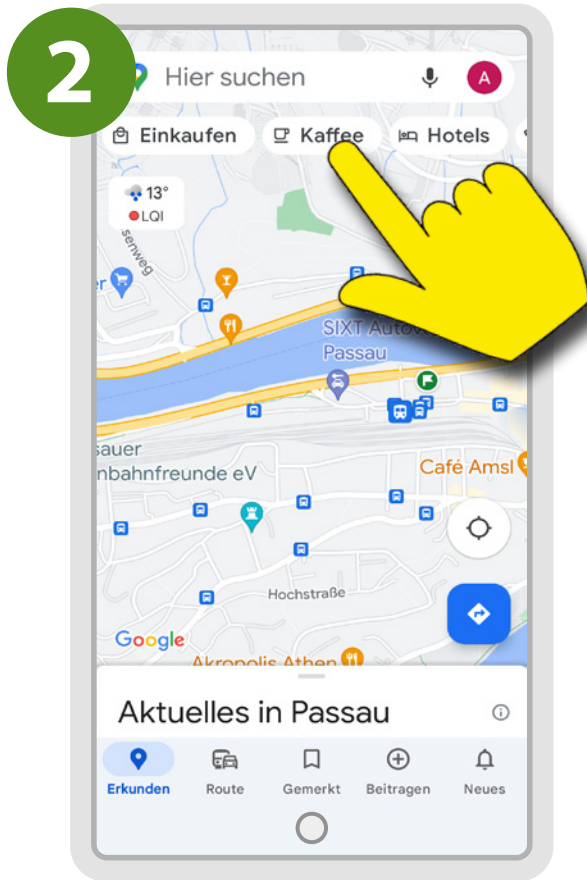 2
Hier suchen
A
Einkaufen
Kaffee
Hotels
13°
LQI
senweg
er
SIXT Autov
Passau
sauer
nbahnfreunde eV
Café Amsl
Hochstraße
Google
Akropolis Athen
Aktuelles in Passau
Erkunden
Route
Gemerkt
Beitragen
Neues